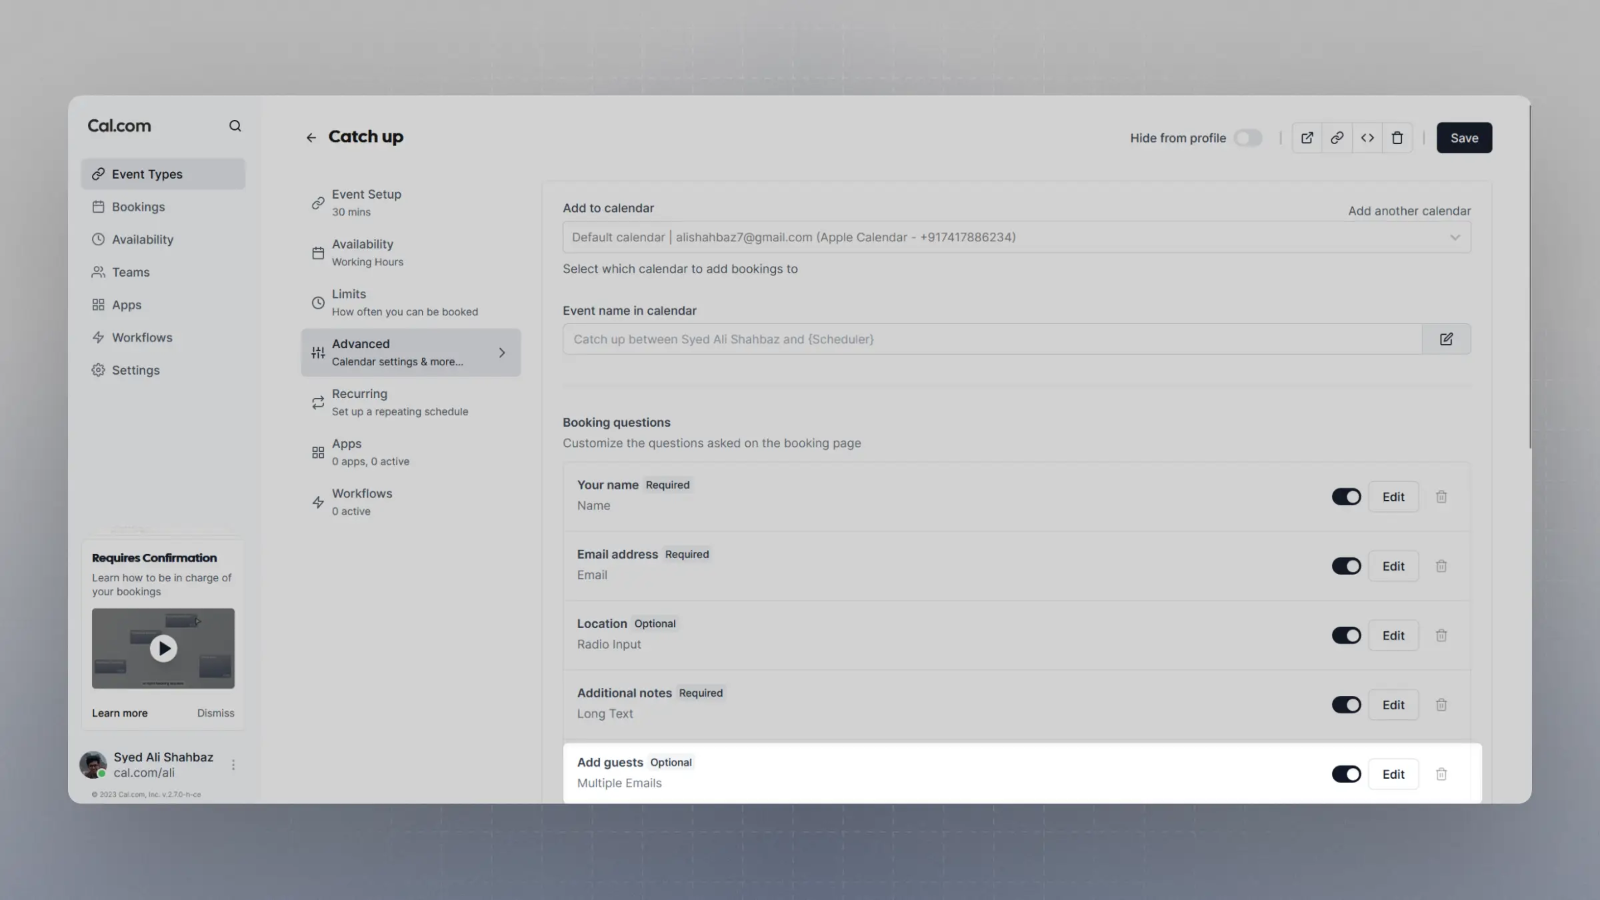 Cal.com
Event Types
Bookings
Availability
Teams
Apps
Workflows
Settings
Requires Confirmation
Learn how to be in charge of
your bookings
Learn more
Dismiss
Syed Ali Shahbaz
cal.com/ali
© 2023 Cal.com, Inc. v.2.7.0-n-ce
Catch up
Hide from profile
Save
Event Setup
30 mins
Availability
Working Hours
Limits
How often you can be booked
Advanced
Calendar settings & more...
Recurring
Set up a repeating schedule
Apps
0 apps, 0 active
Workflows
0 active
Add to calendar
Add another calendar
Default calendar | alishahbaz7@gmail.com (Apple Calendar - +917417886234)
Select which calendar to add bookings to
Event name in calendar
Catch up between Syed Ali Shahbaz and {Scheduler}
Booking questions
Customize the questions asked on the booking page
Your name Required
Name
Edit
Email address Required
Email
Edit
Location Optional
Radio Input
Edit
Additional notes Required
Long Text
Edit
Add guests Optional
Multiple Emails
Edit